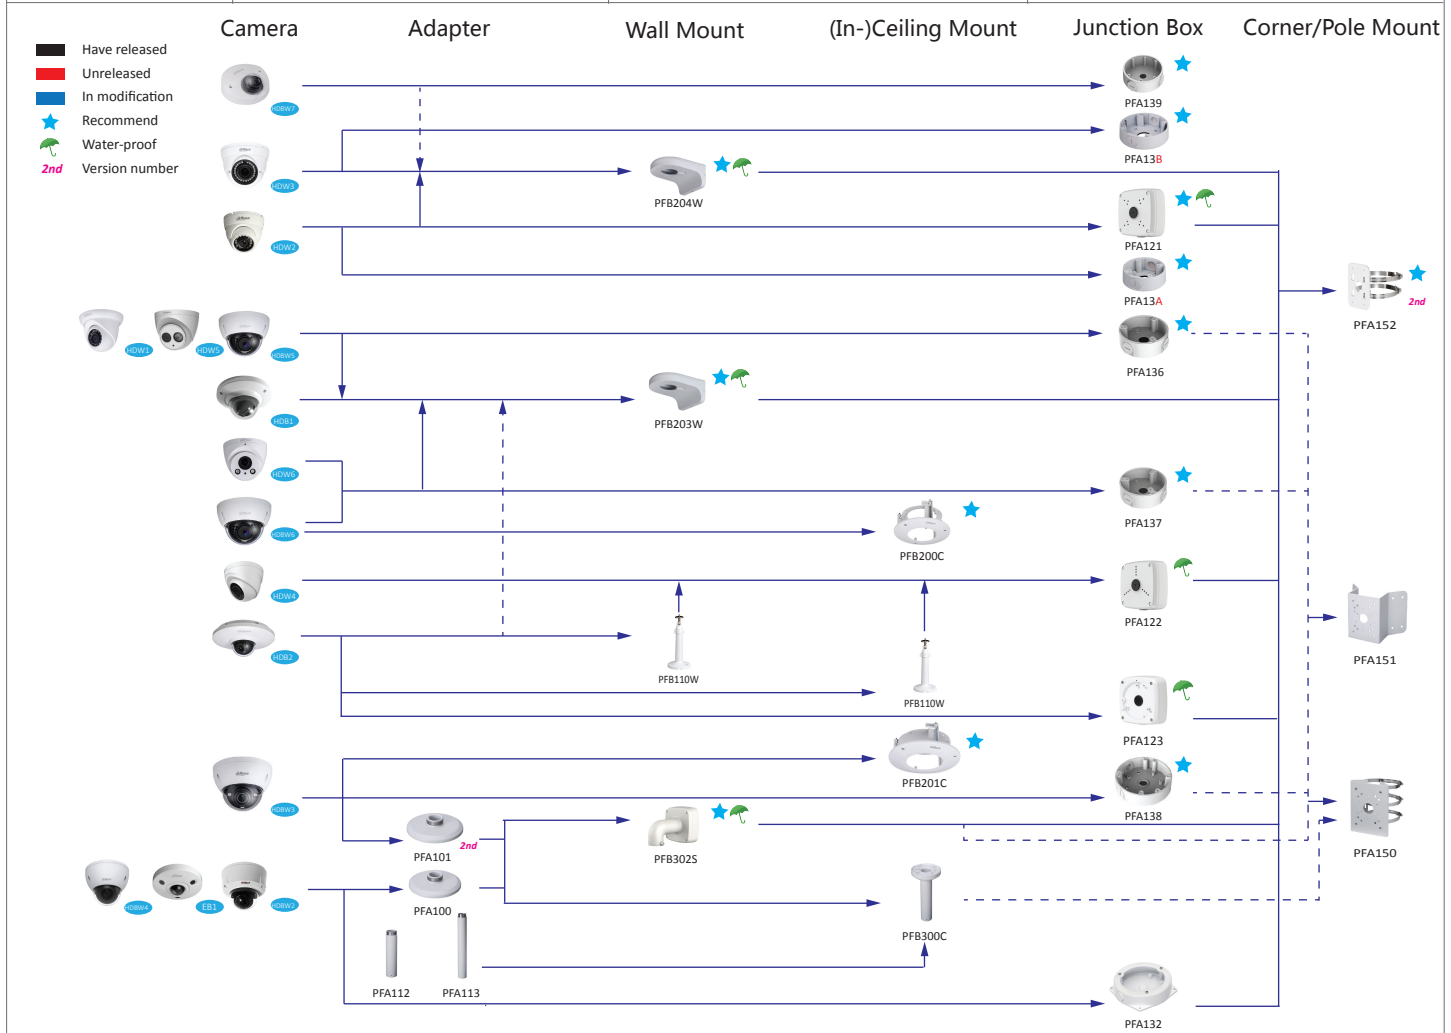 Camera
Adapter
Wall Mount
(In-)Ceiling Mount
Junction Box
Corner/Pole Mount
Have released
Unreleased
In modification
Recommend
Water-proof
2nd Version number
HDBW7
PFA139
PFA13B
HDW3
PFB204W
HDW2
PFA121
PFA13A
2nd
PFA152
HDW1
HDW5
HDBW5
PFA136
HDB1
PFB203W
HDW6
PFA137
HDBW6
PFB200C
HDW4
PFA122
HDB2
PFB110W
PFB110W
PFA151
PFA123
PFB201C
HDBW3
PFA138
PFA101
2nd
PFB302S
PFA150
HDBW4
EB1
HDBW2
PFA100
PFB300C
PFA112
PFA113
PFA132